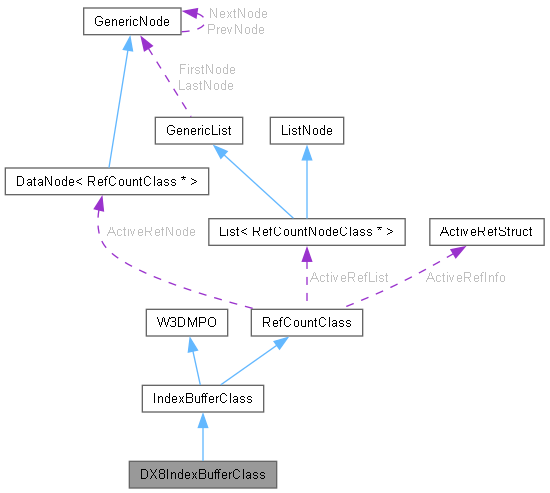 GenericNode
NextNode
PrevNode
FirstNode
LastNode
GenericList
ListNode
DataNode< RefCountClass * >
ActiveRefNode
List< RefCountNodeClass * >
ActiveRefStruct
ActiveRefList
ActiveRefInfo
W3DMPO
RefCountClass
IndexBufferClass
DX8IndexBufferClass